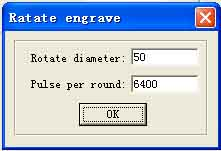 Ratate engrave
Rotate diameter: 50
Pulse per round: 6400
OK